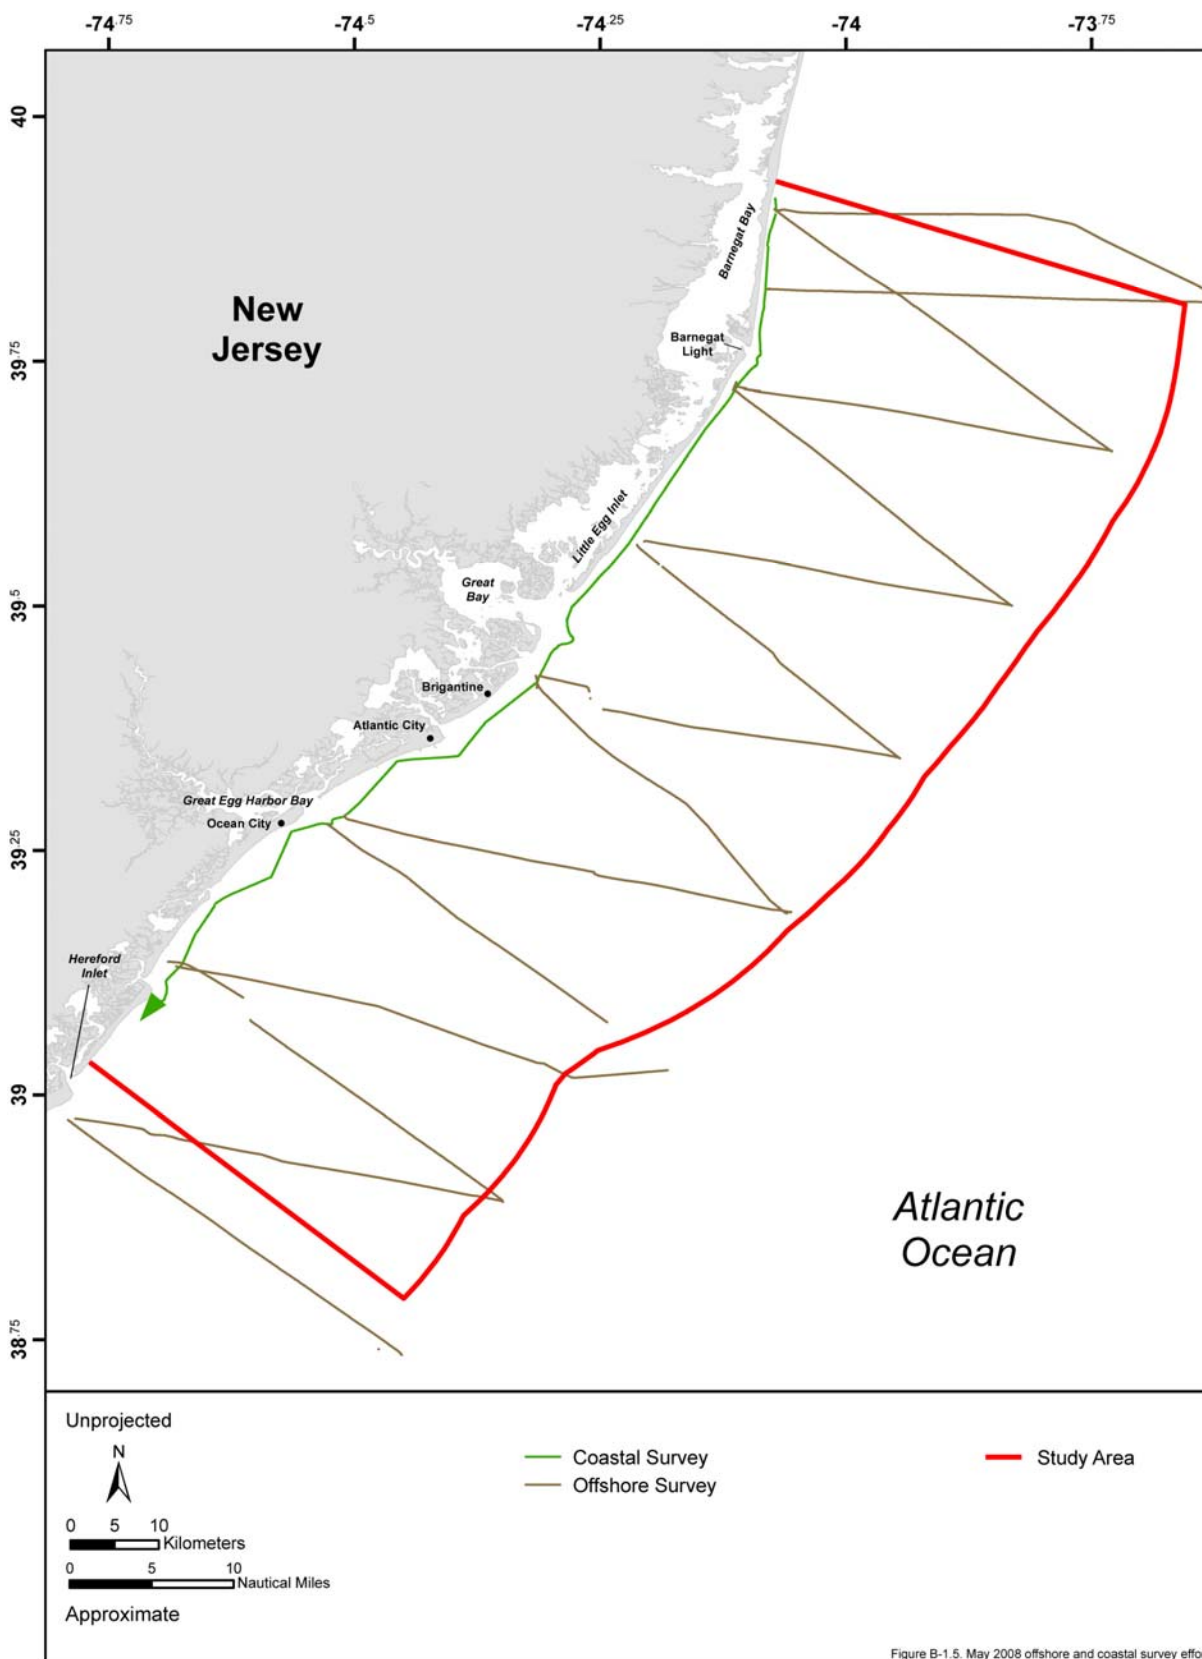 -74.75 -74.5 -74.25 -74 -73.75
40
39.75
39.5
39.25
39
38.75
New
Jersey
Barnegat Bay
Barnegat
Light
Little Egg Inlet
Great
Bay
Brigantine
Atlantic City
Great Egg Harbor Bay
Ocean City
Hereford
Inlet
Atlantic
Ocean
Unprojected
N
0 5 10
Kilometers
0 5 10
Nautical Miles
Approximate
Coastal Survey
Offshore Survey
Study Area
Figure B-1.5. May 2008 offshore and coastal survey effo